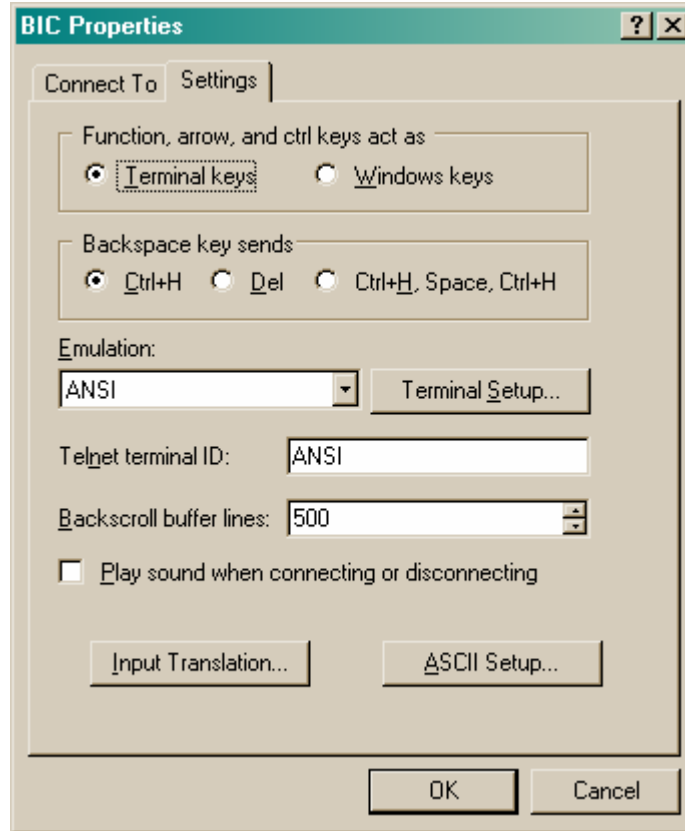 BIC Properties
Connect To Settings
Function, arrow, and ctrl keys act as
Terminal keys Windows keys
Backspace key sends
Ctrl+H Del Ctrl+H, Space, Ctrl+H
Emulation:
ANSI Terminal Setup...
Telnet terminal ID: ANSI
Backscroll buffer lines: 500
Play sound when connecting or disconnecting
Input Translation... ASCII Setup...
OK Cancel